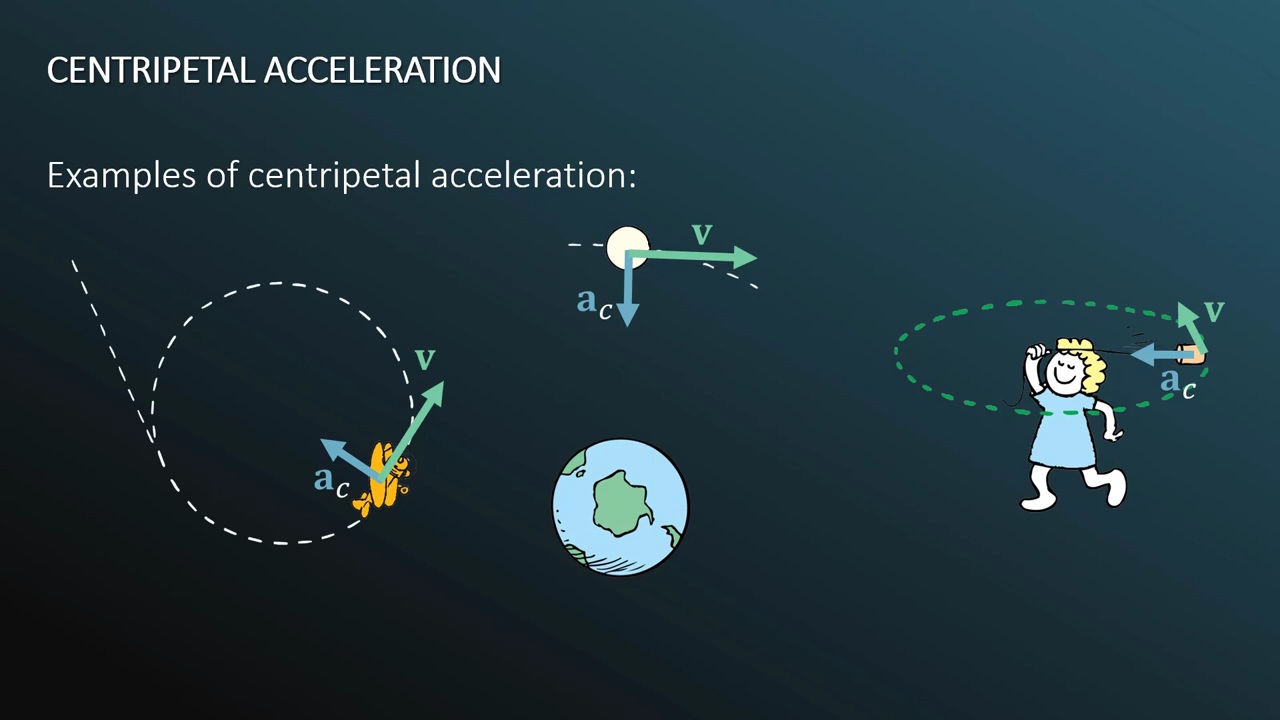 CENTRIPETAL ACCELERATION
Examples of centripetal acceleration:
v
a_c
v
a_c
v
a_c